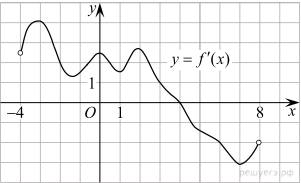 y
y = f′(x)
1
−4 O 1 8 x
решуегэ.рф